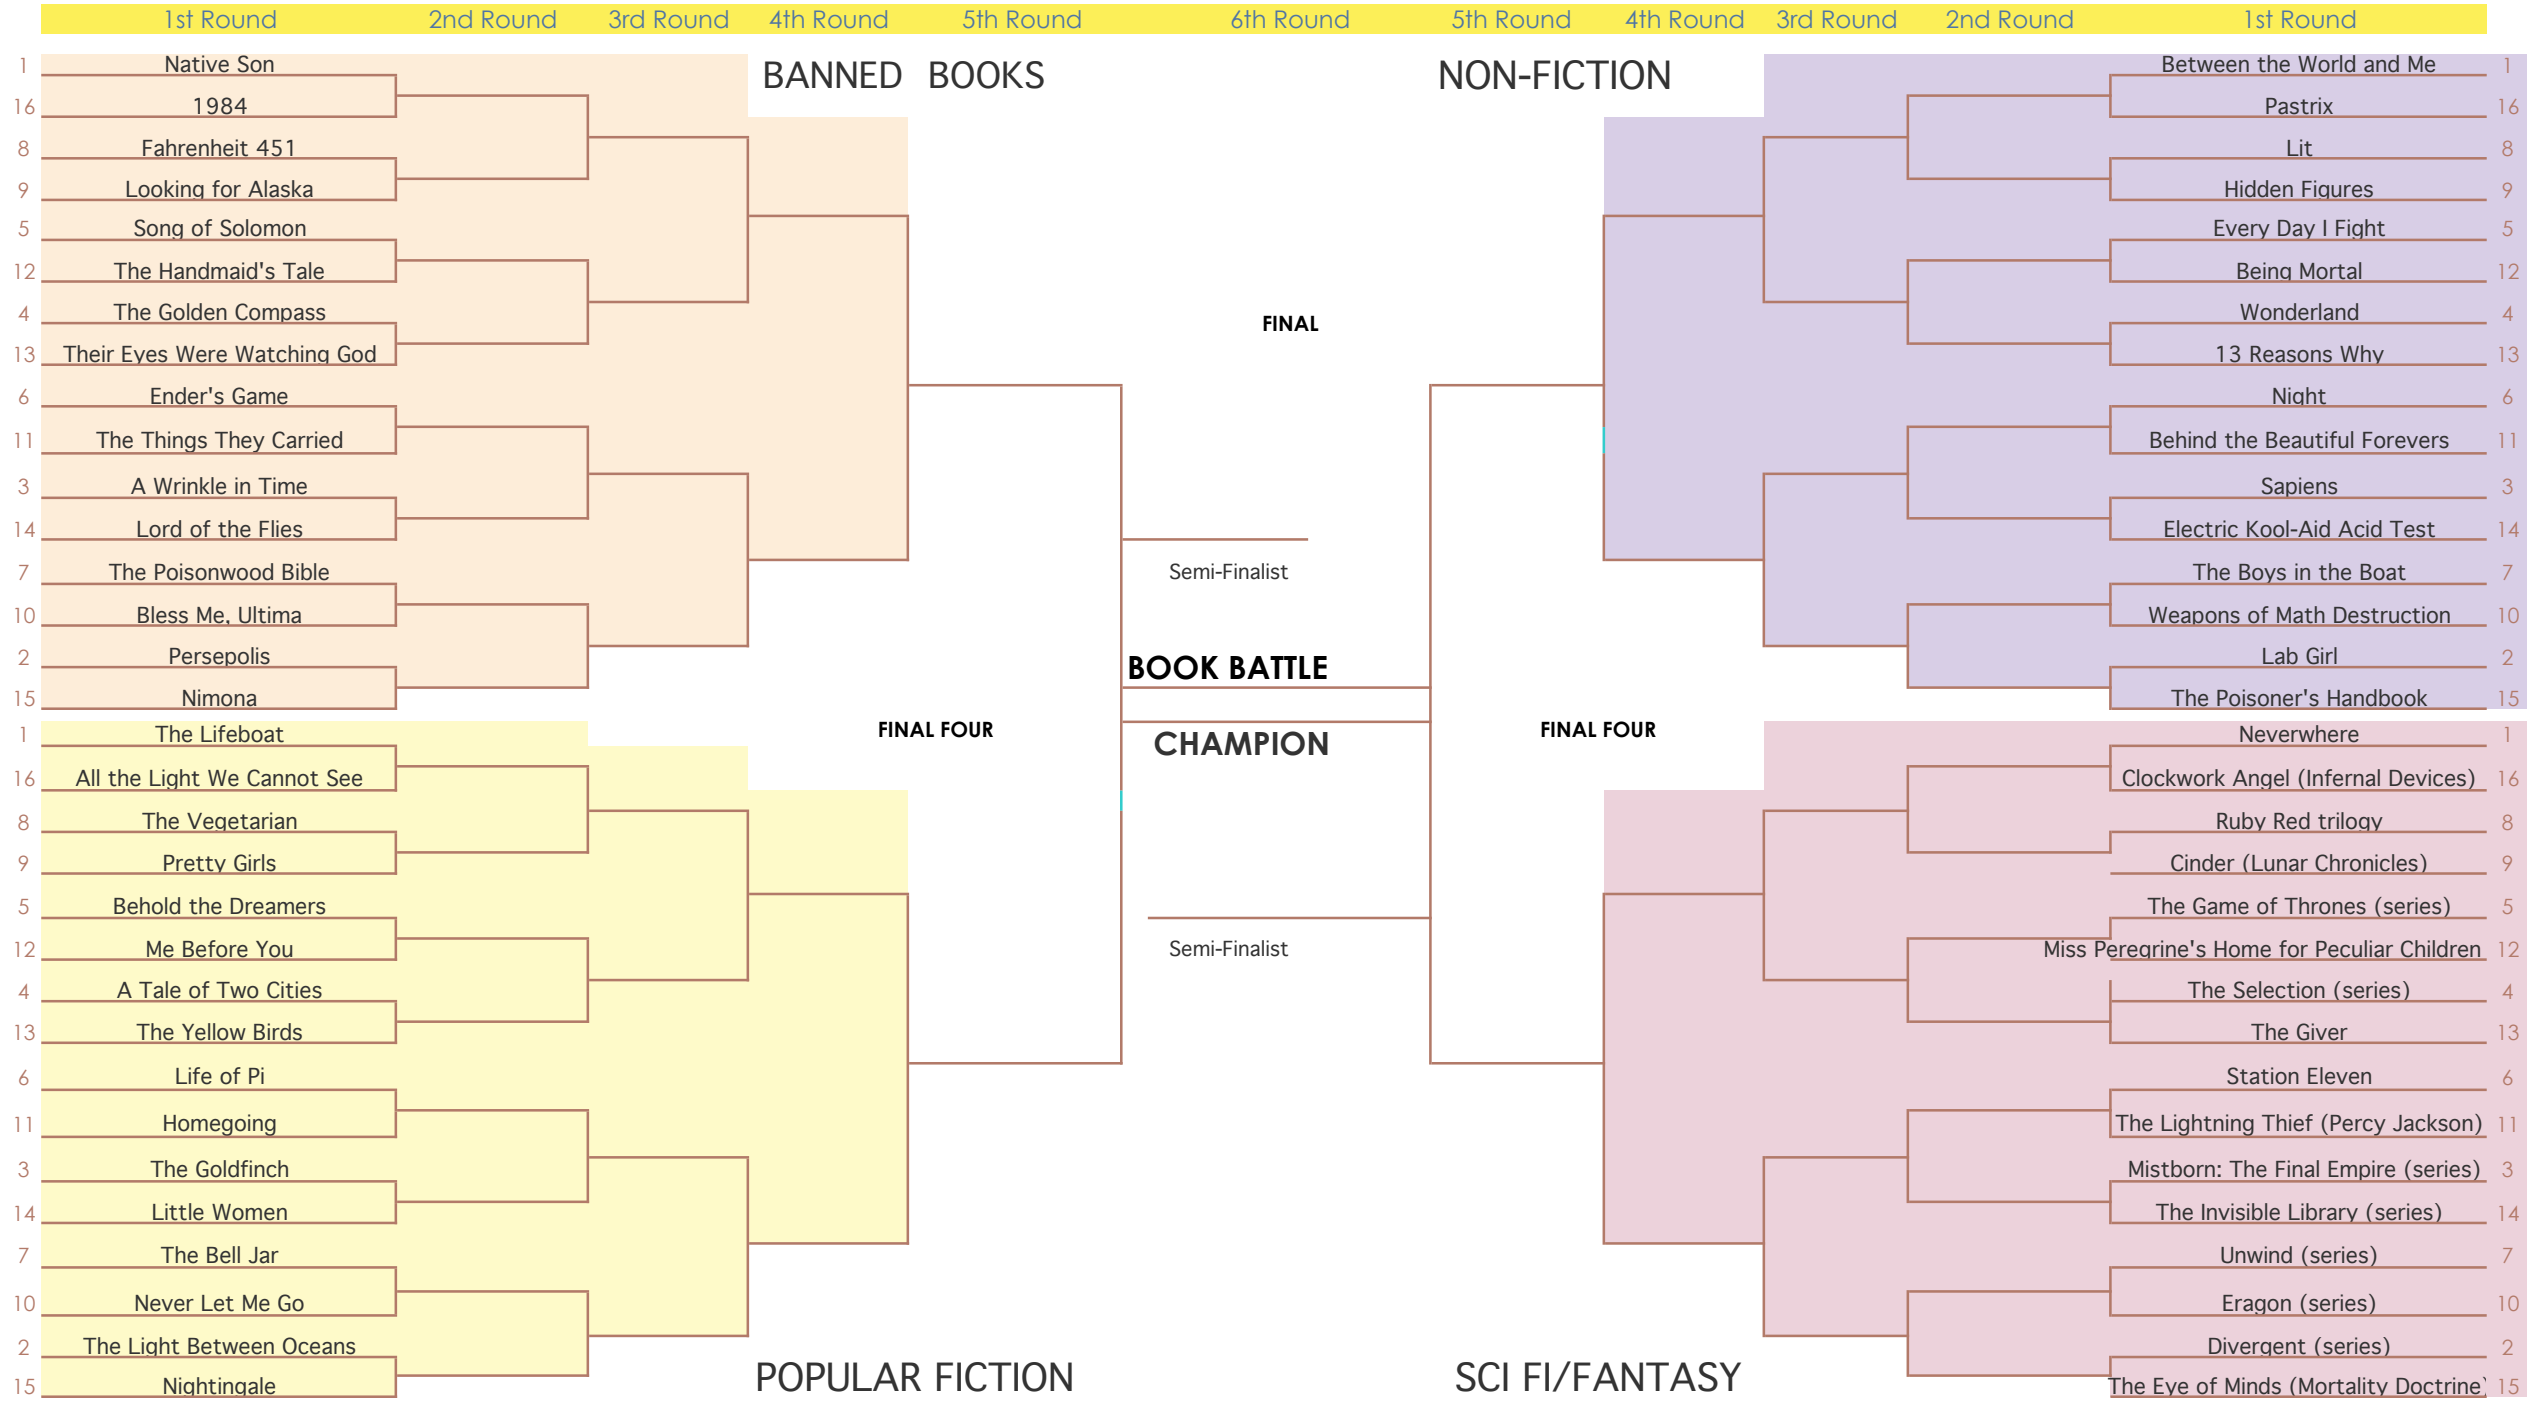 1st Round 2nd Round 3rd Round 4th Round 5th Round 6th Round 5th Round 4th Round 3rd Round 2nd Round 1st Round
BANNED BOOKS
1 Native Son
16 1984
8 Fahrenheit 451
9 Looking for Alaska
5 Song of Solomon
12 The Handmaid's Tale
4 The Golden Compass
13 Their Eyes Were Watching God
6 Ender's Game
11 The Things They Carried
3 A Wrinkle in Time
14 Lord of the Flies
7 The Poisonwood Bible
10 Bless Me, Ultima
2 Persepolis
15 Nimona
1 The Lifeboat
16 All the Light We Cannot See
8 The Vegetarian
9 Pretty Girls
5 Behold the Dreamers
12 Me Before You
4 A Tale of Two Cities
13 The Yellow Birds
6 Life of Pi
11 Homegoing
3 The Goldfinch
14 Little Women
7 The Bell Jar
10 Never Let Me Go
2 The Light Between Oceans
15 Nightingale
POPULAR FICTION
FINAL
Semi-Finalist
BOOK BATTLE
FINAL FOUR
CHAMPION
FINAL FOUR
Semi-Finalist
NON-FICTION
Between the World and Me 1
Pastrix 16
Lit 8
Hidden Figures 9
Every Day I Fight 5
Being Mortal 12
Wonderland 4
13 Reasons Why 13
Night 6
Behind the Beautiful Forevers 11
Sapiens 3
Electric Kool-Aid Acid Test 14
The Boys in the Boat 7
Weapons of Math Destruction 10
Lab Girl 2
The Poisoner's Handbook 15
Neverwhere 1
Clockwork Angel (Infernal Devices) 16
Ruby Red trilogy 8
Cinder (Lunar Chronicles) 9
The Game of Thrones (series) 5
Miss Peregrine's Home for Peculiar Children 12
The Selection (series) 4
The Giver 13
Station Eleven 6
The Lightning Thief (Percy Jackson) 11
Mistborn: The Final Empire (series) 3
The Invisible Library (series) 14
Unwind (series) 7
Eragon (series) 10
Divergent (series) 2
The Eye of Minds (Mortality Doctrine) 15
SCI FI/FANTASY